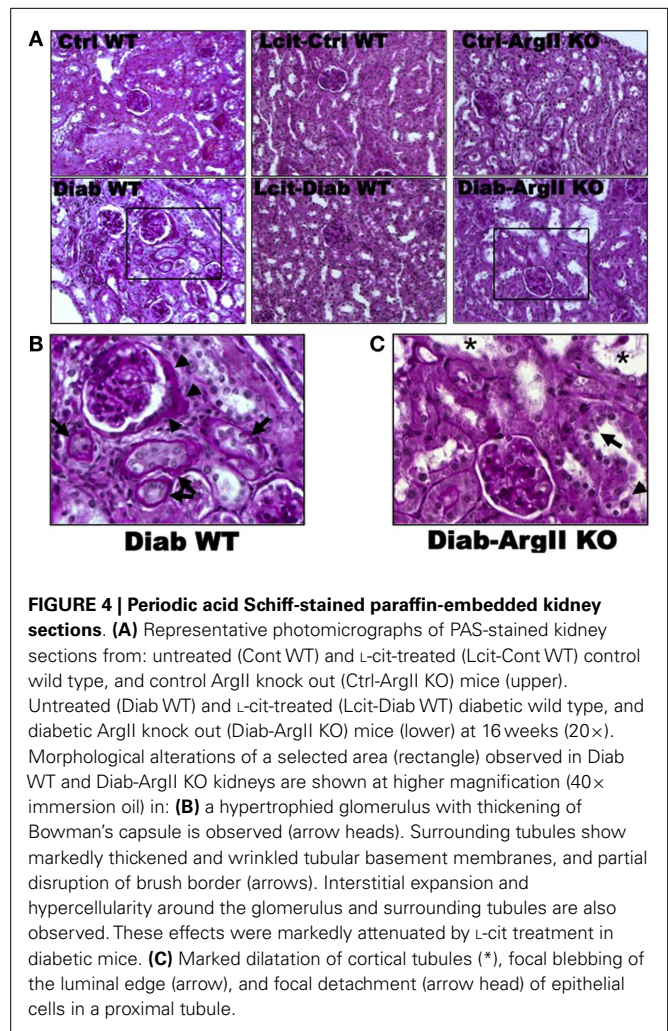 A
Ctrl WT
Lcit-Ctrl WT
Ctrl-ArgII KO
Diab WT
Lcit-Diab WT
Diab-ArgII KO
B
C
*
*
Diab WT
Diab-ArgII KO
FIGURE 4 | Periodic acid Schiff-stained paraffin-embedded kidney
sections. (A) Representative photomicrographs of PAS-stained kidney
sections from: untreated (Cont WT) and L-cit-treated (Lcit-Cont WT) control
wild type, and control ArgII knock out (Ctrl-ArgII KO) mice (upper).
Untreated (Diab WT) and L-cit-treated (Lcit-Diab WT) diabetic wild type, and
diabetic ArgII knock out (Diab-ArgII KO) mice (lower) at 16 weeks (20×).
Morphological alterations of a selected area (rectangle) observed in Diab
WT and Diab-ArgII KO kidneys are shown at higher magnification (40×
immersion oil) in: (B) a hypertrophied glomerulus with thickening of
Bowman's capsule is observed (arrow heads). Surrounding tubules show
markedly thickened and wrinkled tubular basement membranes, and partial
disruption of brush border (arrows). Interstitial expansion and
hypercellularity around the glomerulus and surrounding tubules are also
observed. These effects were markedly attenuated by L-cit treatment in
diabetic mice. (C) Marked dilatation of cortical tubules (*), focal blebbing of
the luminal edge (arrow), and focal detachment (arrow head) of epithelial
cells in a proximal tubule.